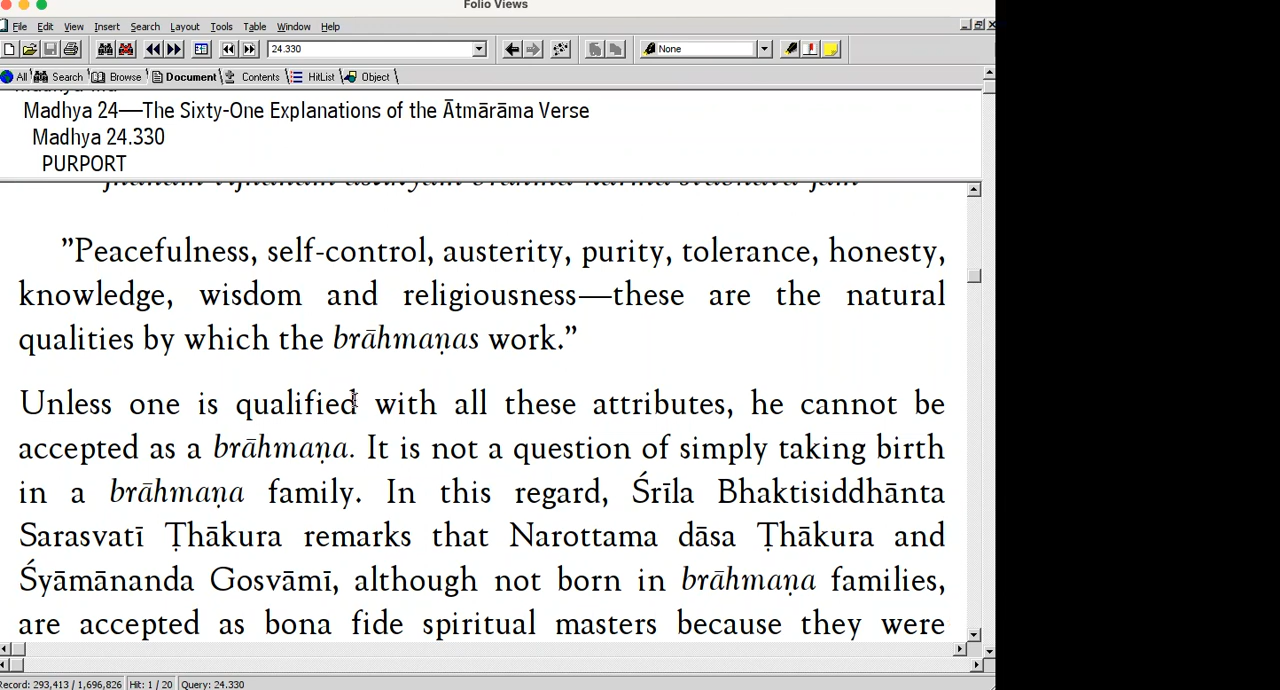 Folio Views
File Edit View Insert Search Layout Tools Table Window Help
24.330 None
All Search Browse Document Contents HitList Object
Madhya 24—The Sixty-One Explanations of the Ātmārāma Verse
Madhya 24.330
PURPORT
”Peacefulness, self-control, austerity, purity, tolerance, honesty,
knowledge, wisdom and religiousness—these are the natural
qualities by which the brāhmaṇas work.”
Unless one is qualified with all these attributes, he cannot be
accepted as a brāhmaṇa. It is not a question of simply taking birth
in a brāhmaṇa family. In this regard, Śrīla Bhaktisiddhānta
Sarasvatī Ṭhākura remarks that Narottama dāsa Ṭhākura and
Śyāmānanda Gosvāmī, although not born in brāhmaṇa families,
are accepted as bona fide spiritual masters because they were
Record: 293,413 / 1,696,826 Hit: 1 / 20 Query: 24.330